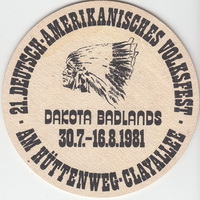 · 21. DEUTSCH-AMERIKANISCHES VOLKSFEST ·
DAKOTA BADLANDS
30.7.-16.8.1981
AM HÜTTENWEG-CLAYALLEE